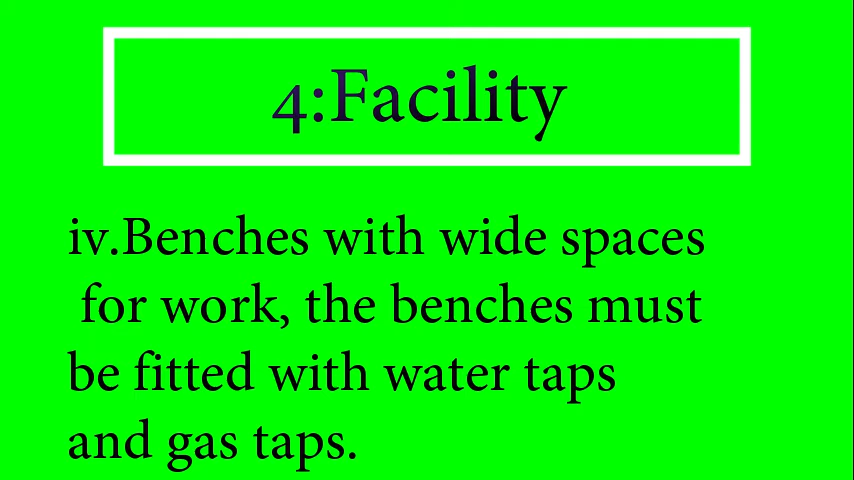 4:Facility
iv.Benches with wide spaces
for work, the benches must
be fitted with water taps
and gas taps.